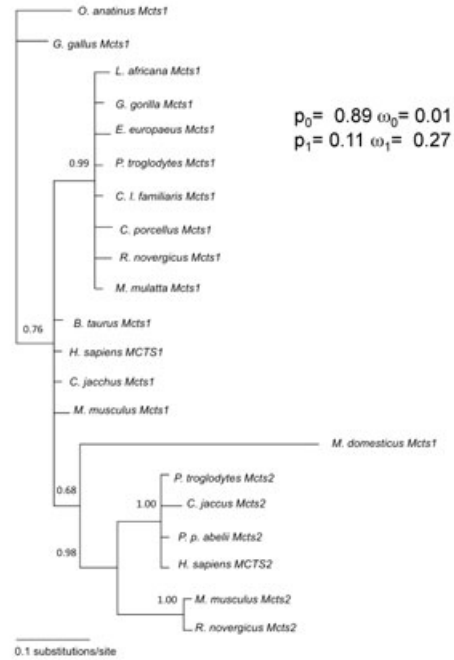 O. anatinus Mcts1
G. gallus Mcts1
L. africana Mcts1
G. gorilla Mcts1
E. europaeus Mcts1
0.99 P. troglodytes Mcts1
C. l. familiaris Mcts1
C. porcellus Mcts1
R. novergicus Mcts1
M. mulatta Mcts1
p₀= 0.89 ω₀= 0.01
p₁= 0.11 ω₁= 0.27
B. taurus Mcts1
0.76
H. sapiens MCTS1
C. jacchus Mcts1
M. musculus Mcts1
M. domesticus Mcts1
0.68
P. troglodytes Mcts2
1.00 C. jaccus Mcts2
P. p. abelii Mcts2
0.98
H. sapiens MCTS2
1.00 M. musculus Mcts2
R. novergicus Mcts2
0.1 substitutions/site